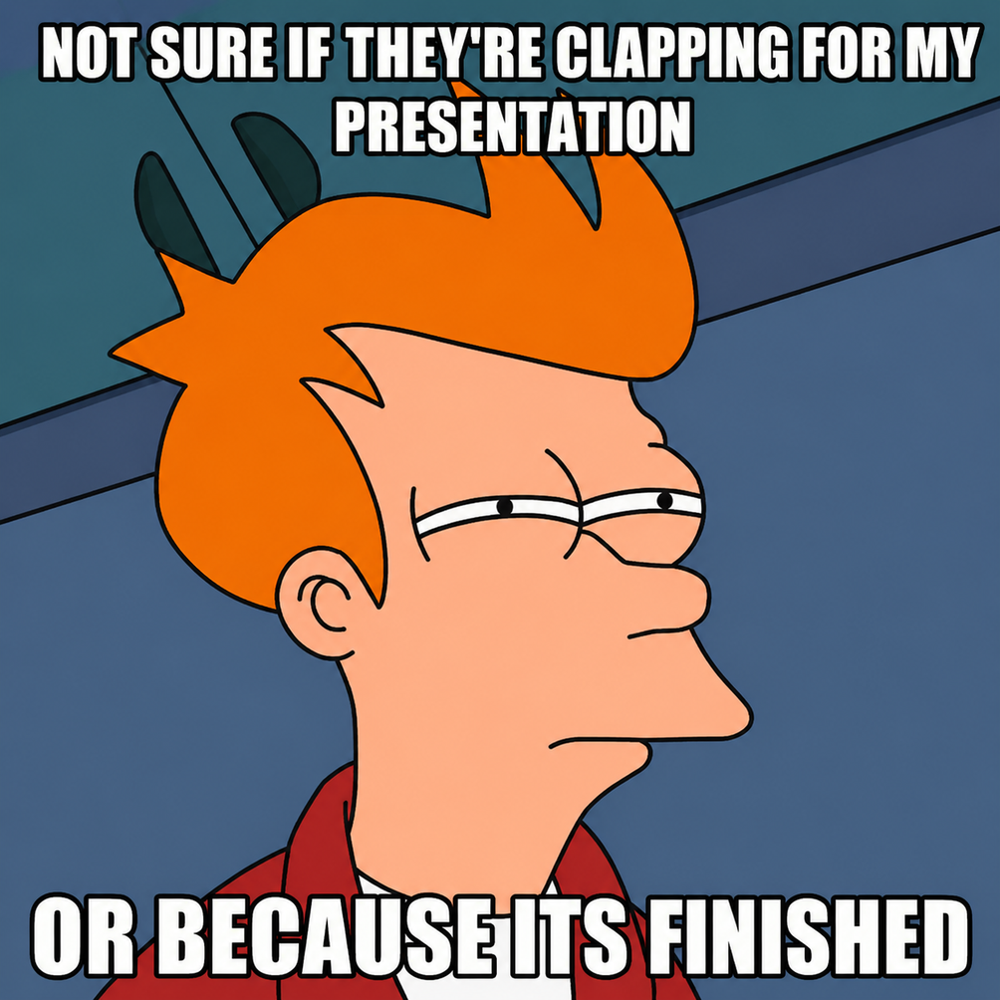 NOT SURE IF THEY'RE CLAPPING FOR MY
PRESENTATION
OR BECAUSE ITS FINISHED